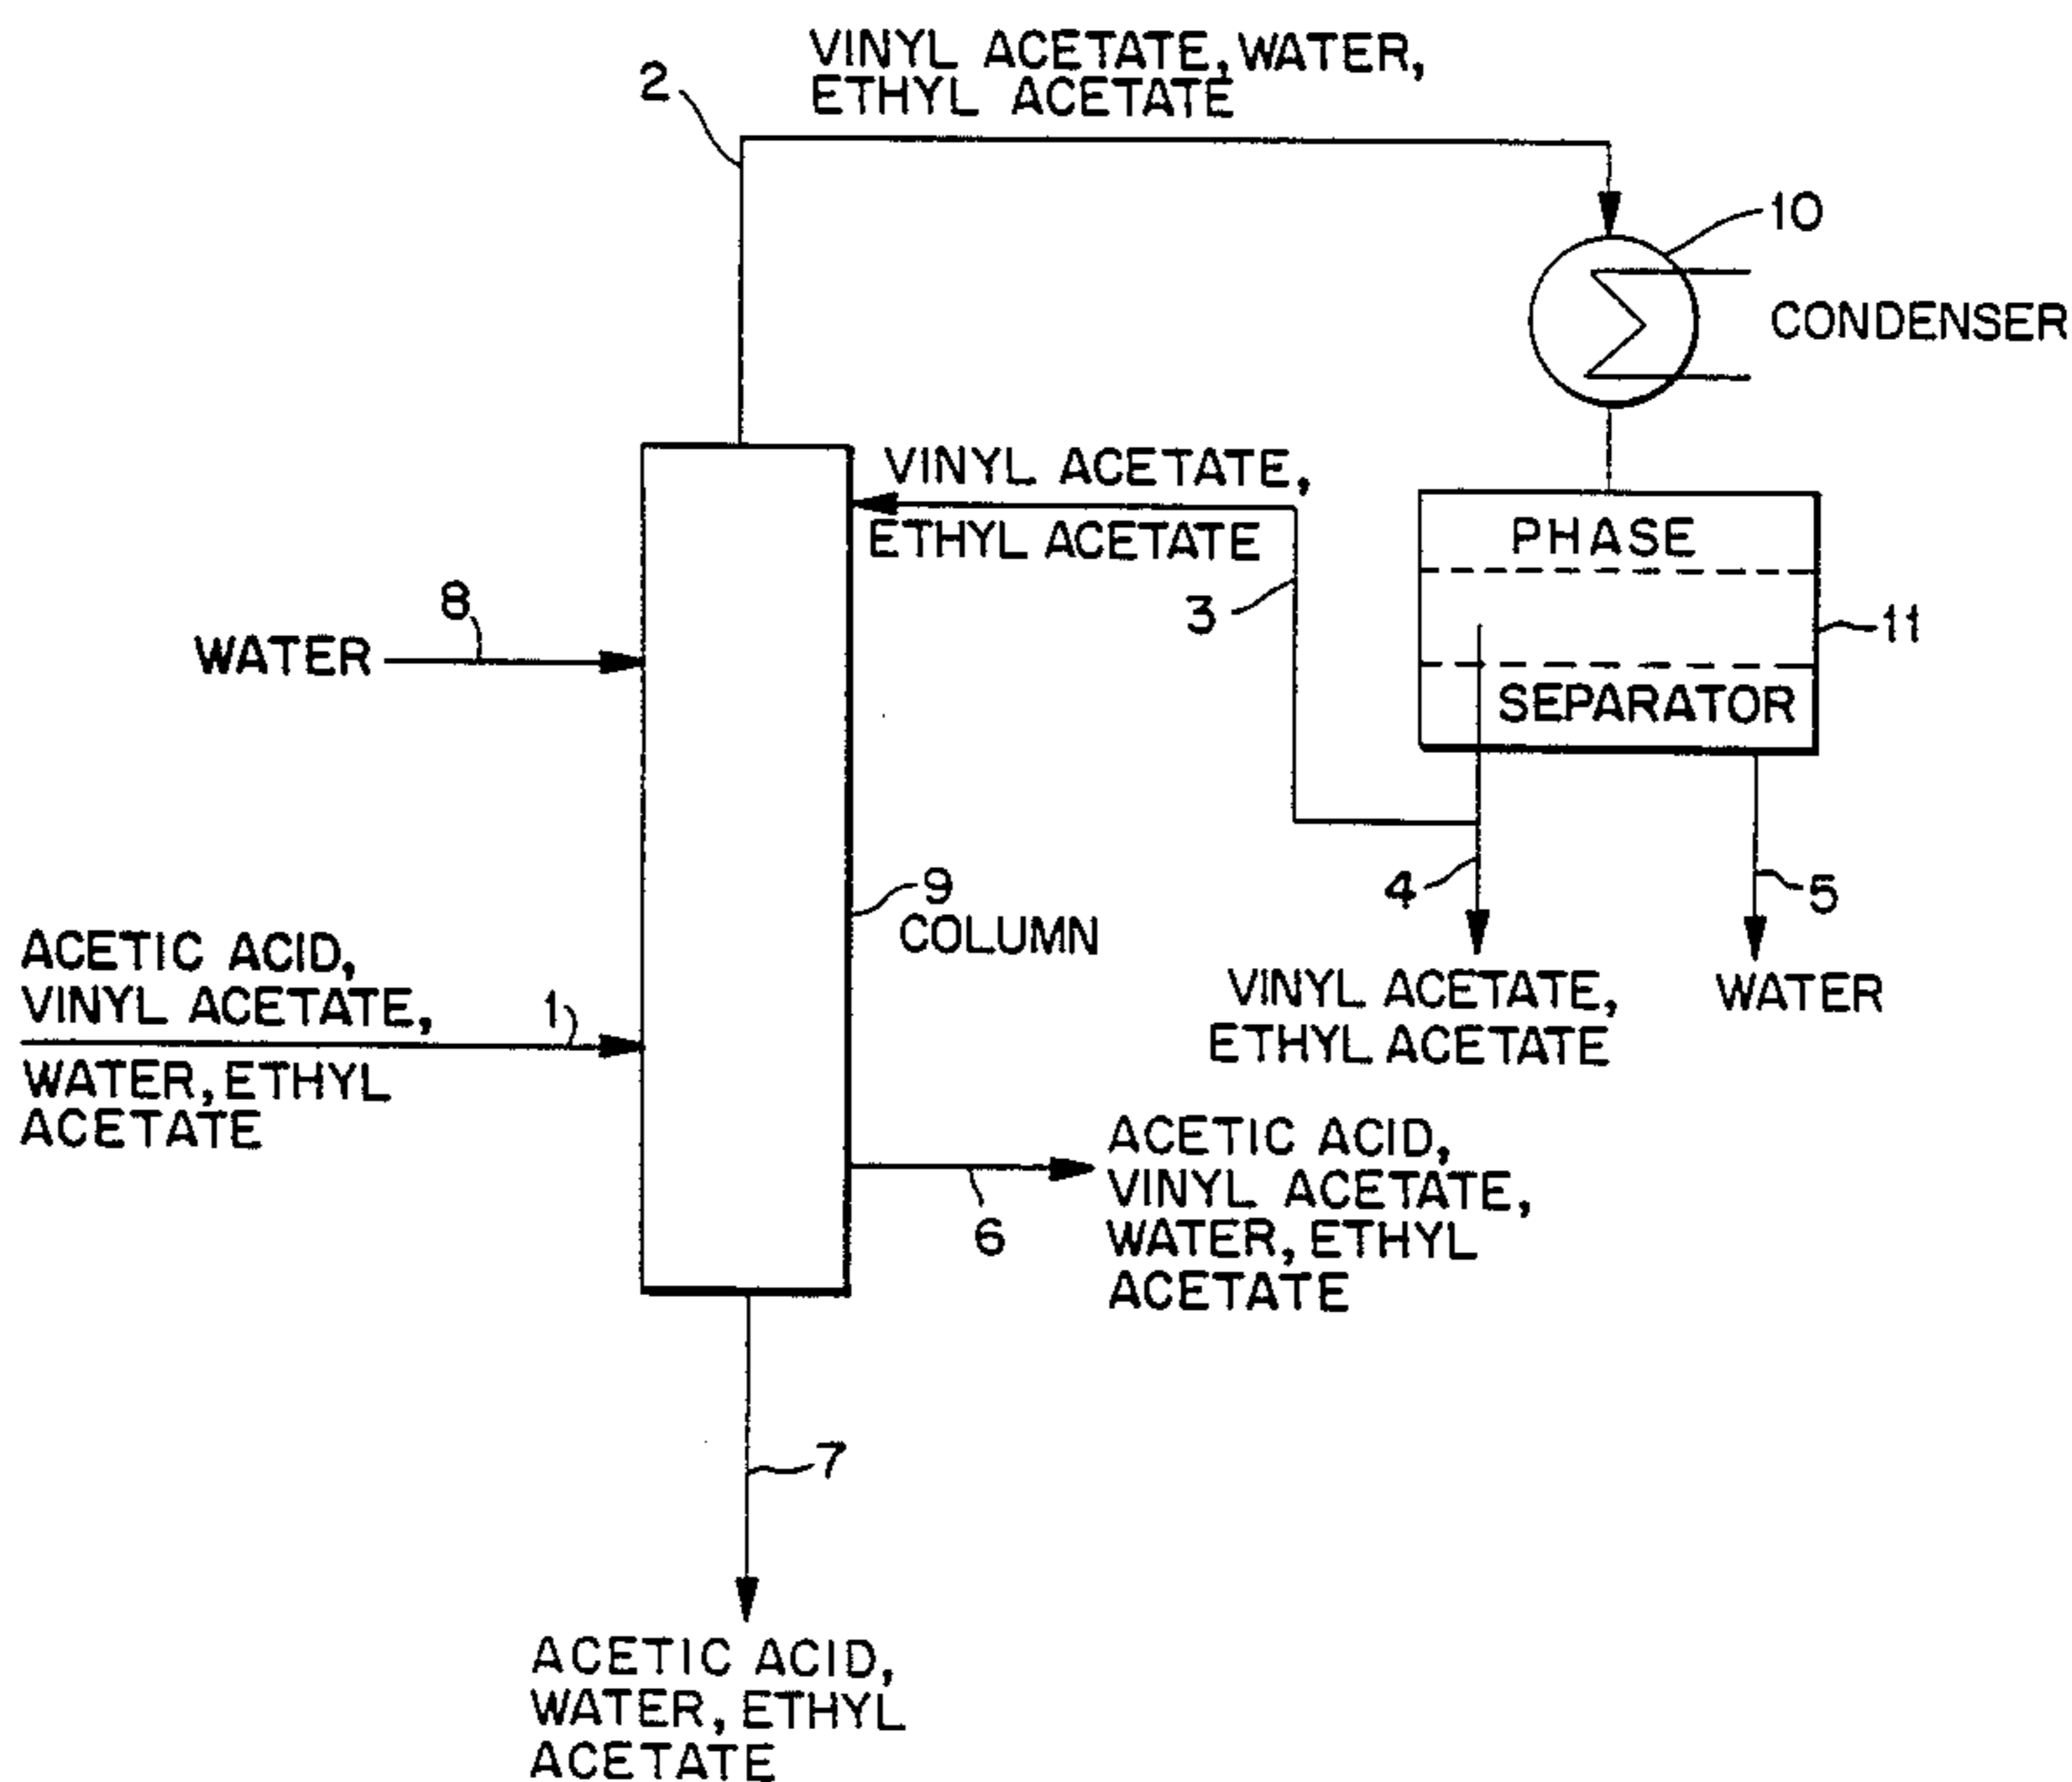 VINYL ACETATE, WATER,
ETHYL ACETATE
2
10
CONDENSER
VINYL ACETATE,
ETHYL ACETATE
3
PHASE
SEPARATOR
11
8
WATER
9
COLUMN
4
5
VINYL ACETATE,
ETHYL ACETATE
WATER
ACETIC ACID,
VINYL ACETATE,
1
WATER, ETHYL
ACETATE
6
ACETIC ACID,
VINYL ACETATE,
WATER, ETHYL
ACETATE
7
ACETIC ACID,
WATER, ETHYL
ACETATE